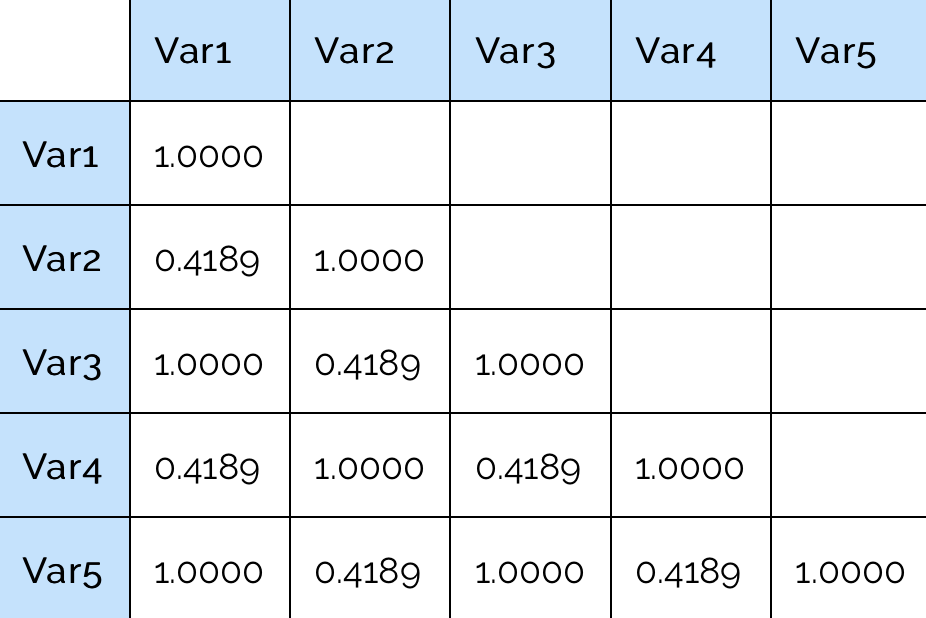 Var1 Var2 Var3 Var4 Var5
Var1 1.0000
Var2 0.4189 1.0000
Var3 1.0000 0.4189 1.0000
Var4 0.4189 1.0000 0.4189 1.0000
Var5 1.0000 0.4189 1.0000 0.4189 1.0000